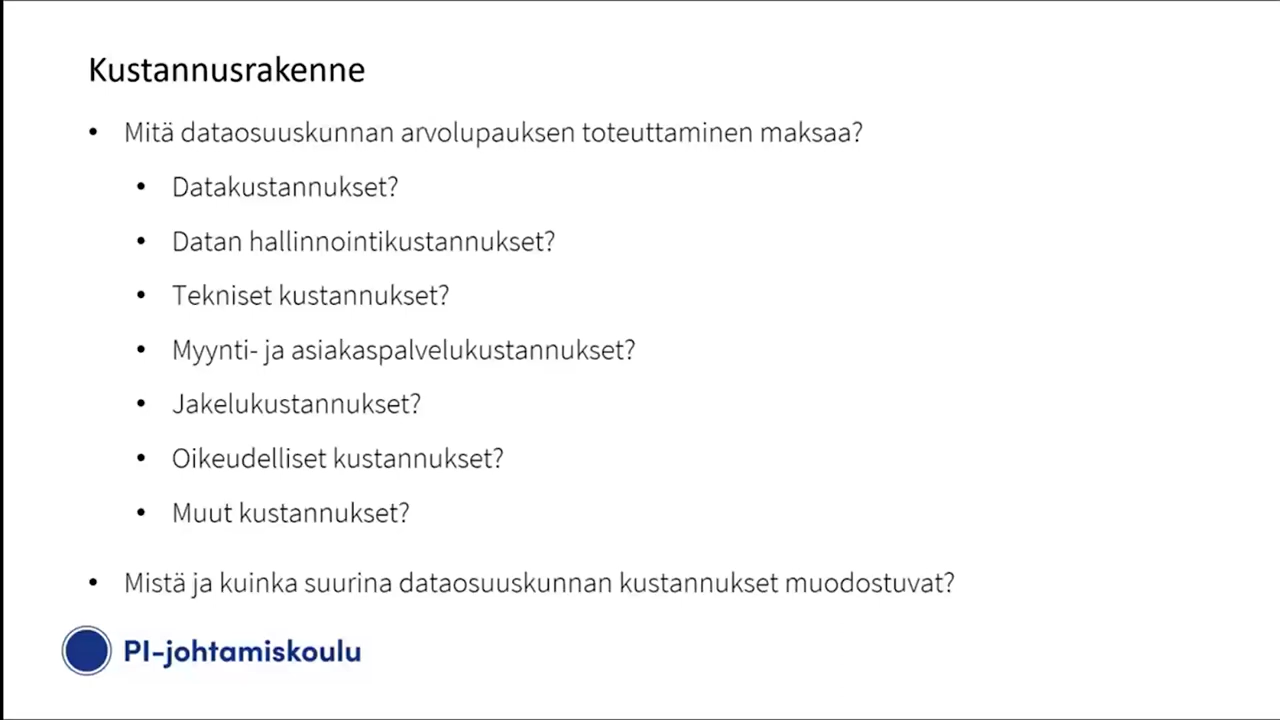 Kustannusrakenne
• Mitä dataosuuskunnan arvolupauksen toteuttaminen maksaa?
• Datakustannukset?
• Datan hallinnointikustannukset?
• Tekniset kustannukset?
• Myynti- ja asiakaspalvelukustannukset?
• Jakelukustannukset?
• Oikeudelliset kustannukset?
• Muut kustannukset?
• Mistä ja kuinka suurina dataosuuskunnan kustannukset muodostuvat?
PI-johtamiskoulu